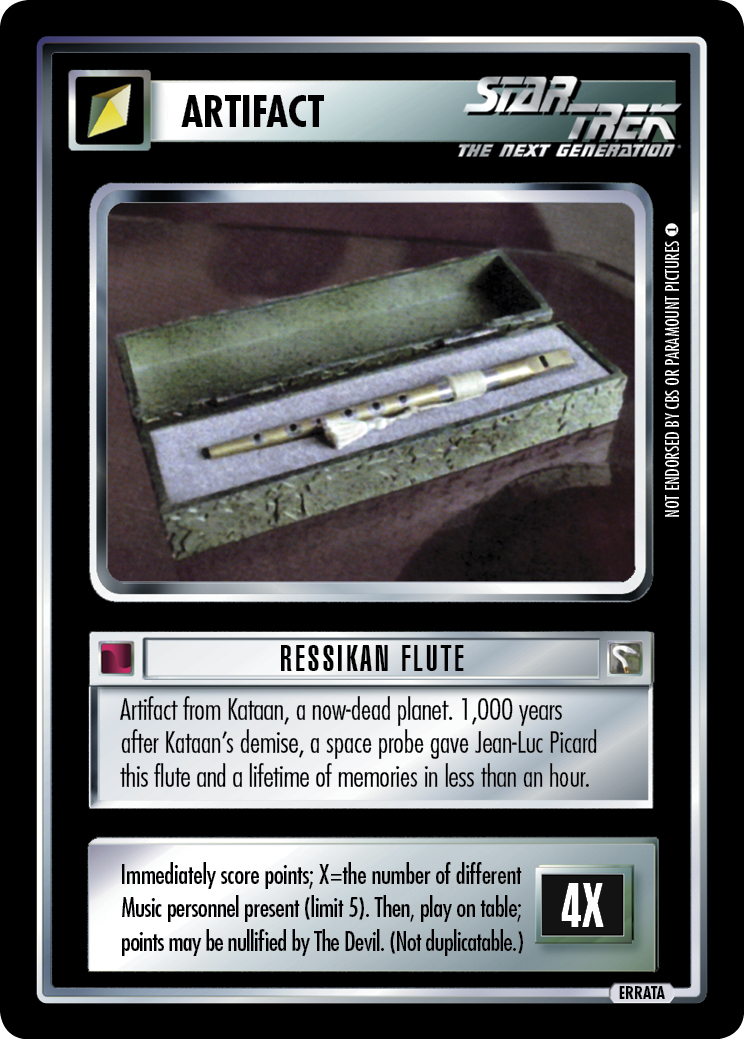 ARTIFACT
STAR TREK
THE NEXT GENERATION
NOT ENDORSED BY CBS OR PARAMOUNT PICTURES 1
RESSIKAN FLUTE
Artifact from Kataan, a now-dead planet. 1,000 years
after Kataan's demise, a space probe gave Jean-Luc Picard
this flute and a lifetime of memories in less than an hour.
Immediately score points; X=the number of different
Music personnel present (limit 5). Then, play on table;
points may be nullified by The Devil. (Not duplicatable.)
4X
ERRATA